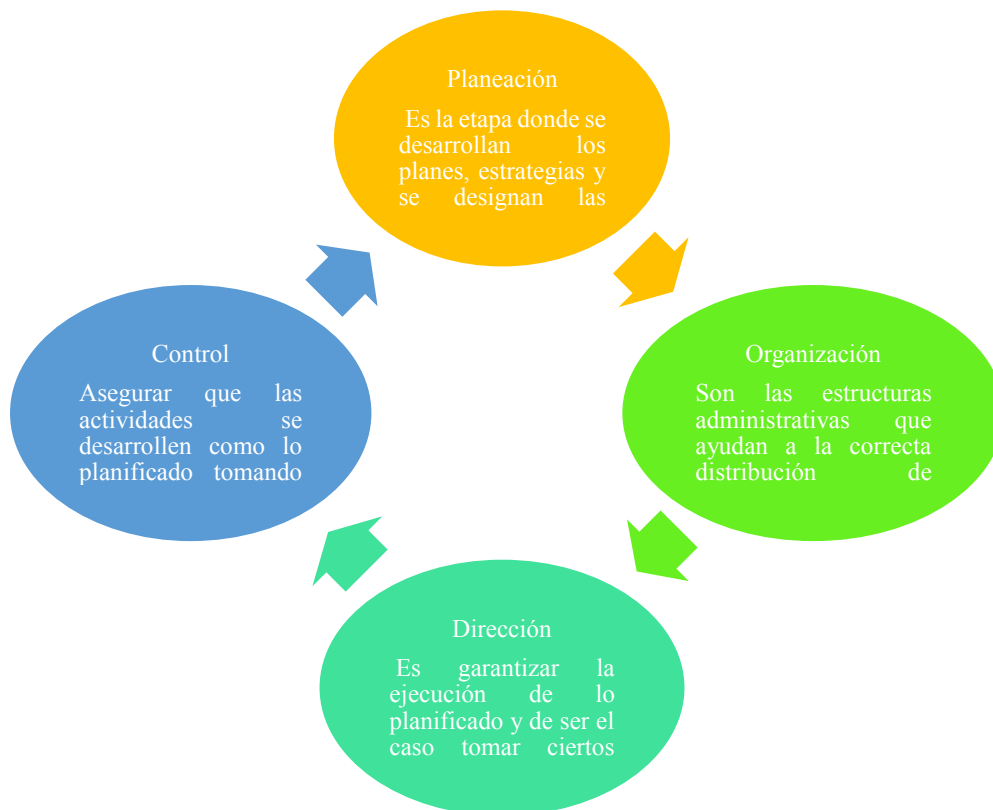 Planeación
Es la etapa donde se
desarrollan los
planes, estrategias y
se designan las
Organización
Son las estructuras
administrativas que
ayudan a la correcta
distribución de
Dirección
Es garantizar la
ejecución de lo
planificado y de ser el
caso tomar ciertos
Control
Asegurar que las
actividades se
desarrollen como lo
planificado tomando